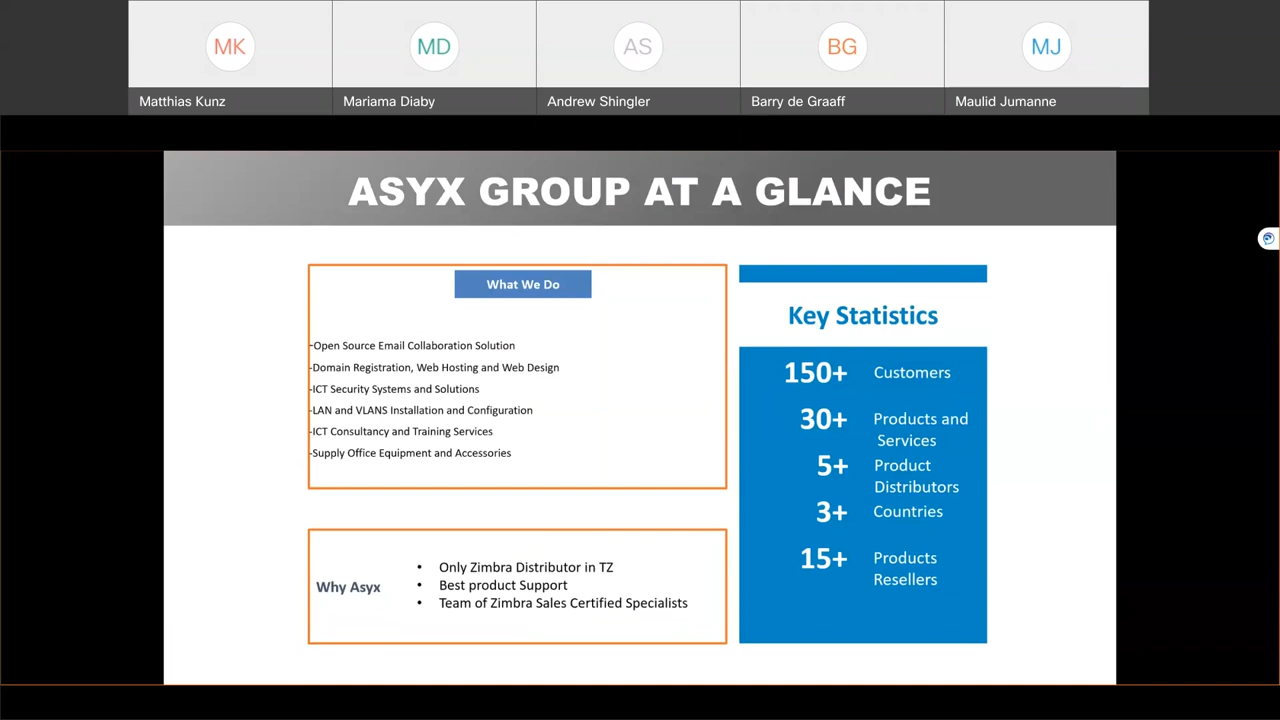 MK
MD
AS
BG
MJ
Matthias Kunz
Mariama Diaby
Andrew Shingler
Barry de Graaff
Maulid Jumanne
ASYX GROUP AT A GLANCE
What We Do
-Open Source Email Collaboration Solution
-Domain Registration, Web Hosting and Web Design
-ICT Security Systems and Solutions
-LAN and VLANS Installation and Configuration
-ICT Consultancy and Training Services
-Supply Office Equipment and Accessories
Why Asyx
• Only Zimbra Distributor in TZ
• Best product Support
• Team of Zimbra Sales Certified Specialists
Key Statistics
150+ Customers
30+ Products and
Services
5+ Product
Distributors
3+ Countries
15+ Products
Resellers